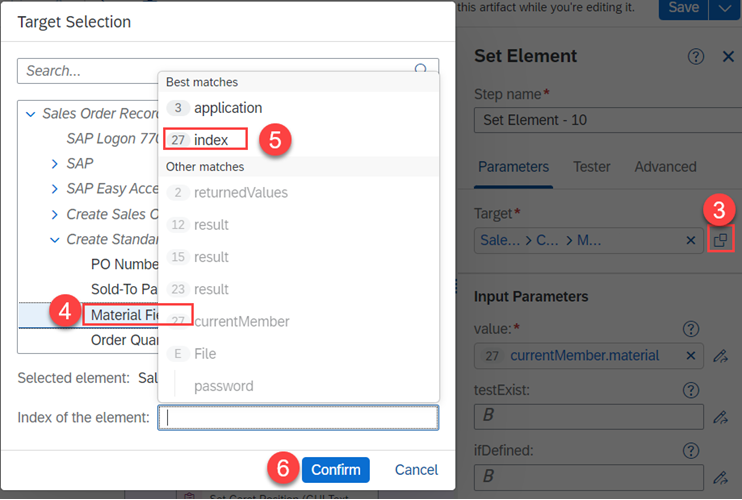 this artifact while you're editing it.
Save
Target Selection
Search...
Sales Order Record
SAP Logon 770
SAP
SAP Easy Acce
Create Sales O
Create Standar
PO Numbe
Sold-To Pa
4
Material Fie
Order Quan
Best matches
3 application
27 index
5
Other matches
2 returnedValues
12 result
15 result
23 result
27 currentMember
E File
password
Selected element: Sal
Index of the element:
6
Confirm
Cancel
Set Element
Step name*
Set Element - 10
Parameters
Tester
Advanced
3
Target*
Sale... > C... > M...
Input Parameters
value:*
27 currentMember.material
testExist:
B
ifDefined:
B
Set Caret Position (GUI Text